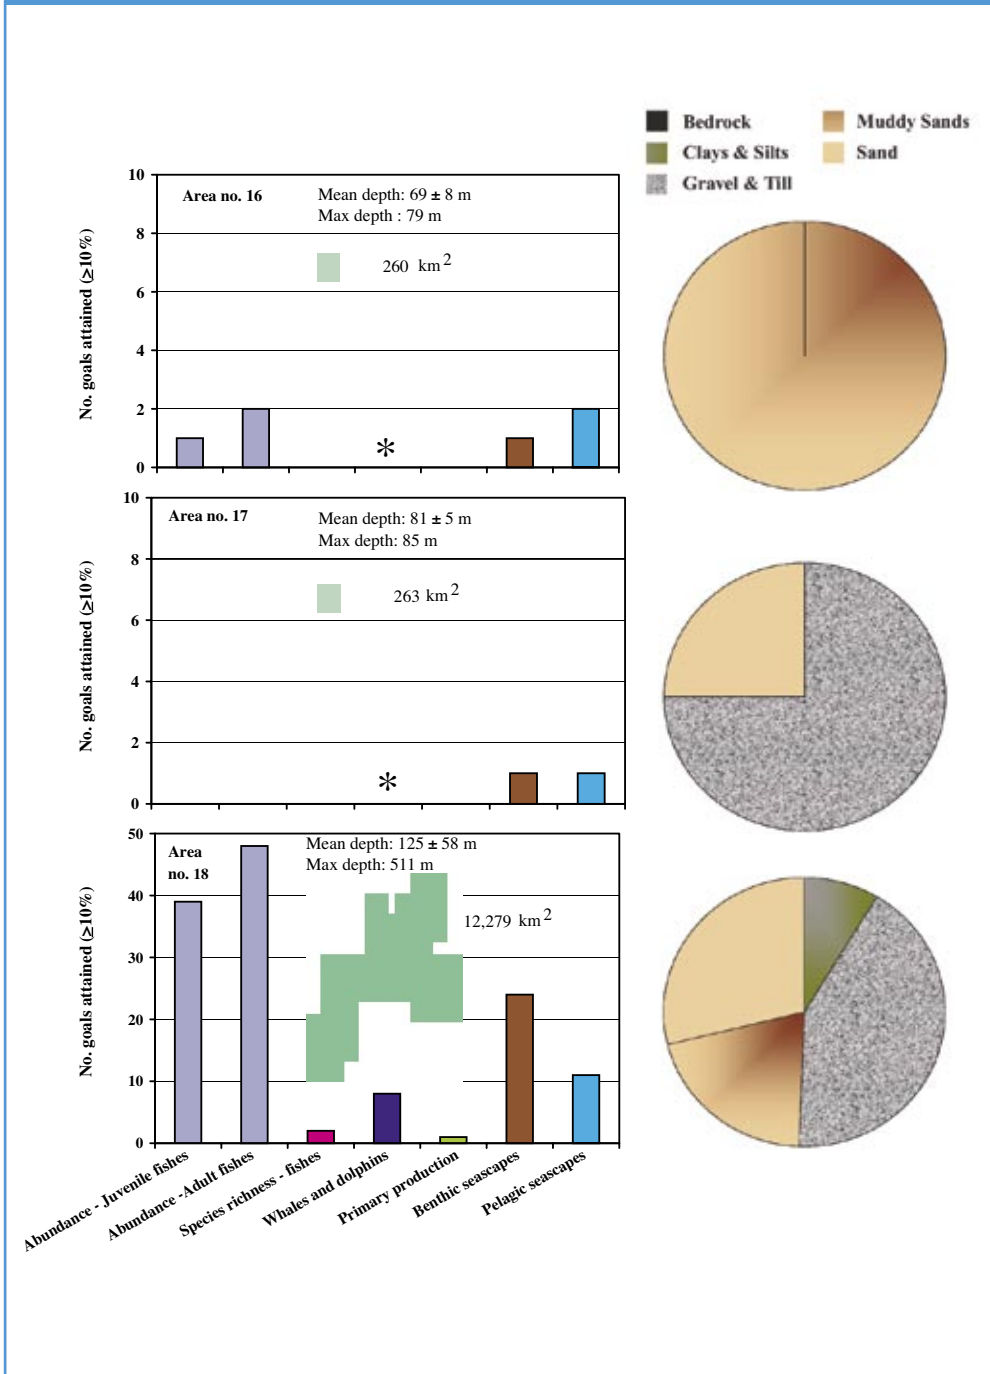 Bedrock
Muddy Sands
Clays & Silts
Sand
Gravel & Till
No. goals attained (≥10%)
10
8
6
4
2
0
Area no. 16
Mean depth: 69 ± 8 m
Max depth : 79 m
260 km2
*
No. goals attained (≥10%)
10
8
6
4
2
0
Area no. 17
Mean depth: 81 ± 5 m
Max depth: 85 m
263 km2
*
No. goals attained (≥10%)
50
40
30
20
10
0
Area
no. 18
Mean depth: 125 ± 58 m
Max depth: 511 m
12,279 km2
Abundance - Juvenile fishes
Abundance -Adult fishes
Species richness - fishes
Whales and dolphins
Primary production
Benthic seascapes
Pelagic seascapes